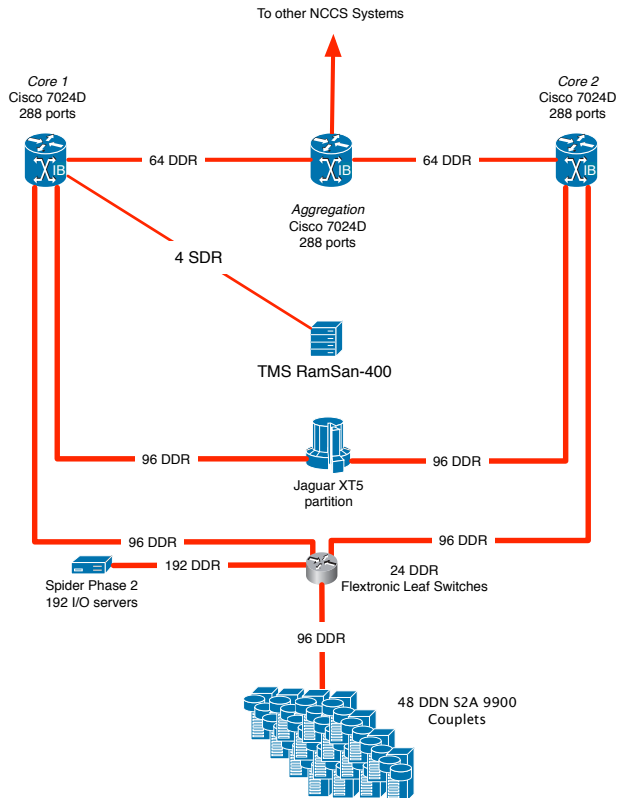 To other NCCS Systems
Core 1
Cisco 7024D
288 ports
Core 2
Cisco 7024D
288 ports
64 DDR
64 DDR
IB
IB
IB
Aggregation
Cisco 7024D
288 ports
4 SDR
TMS RamSan-400
96 DDR
96 DDR
Jaguar XT5
partition
96 DDR
96 DDR
192 DDR
24 DDR
Flextronic Leaf Switches
Spider Phase 2
192 I/O servers
96 DDR
48 DDN S2A 9900
Couplets